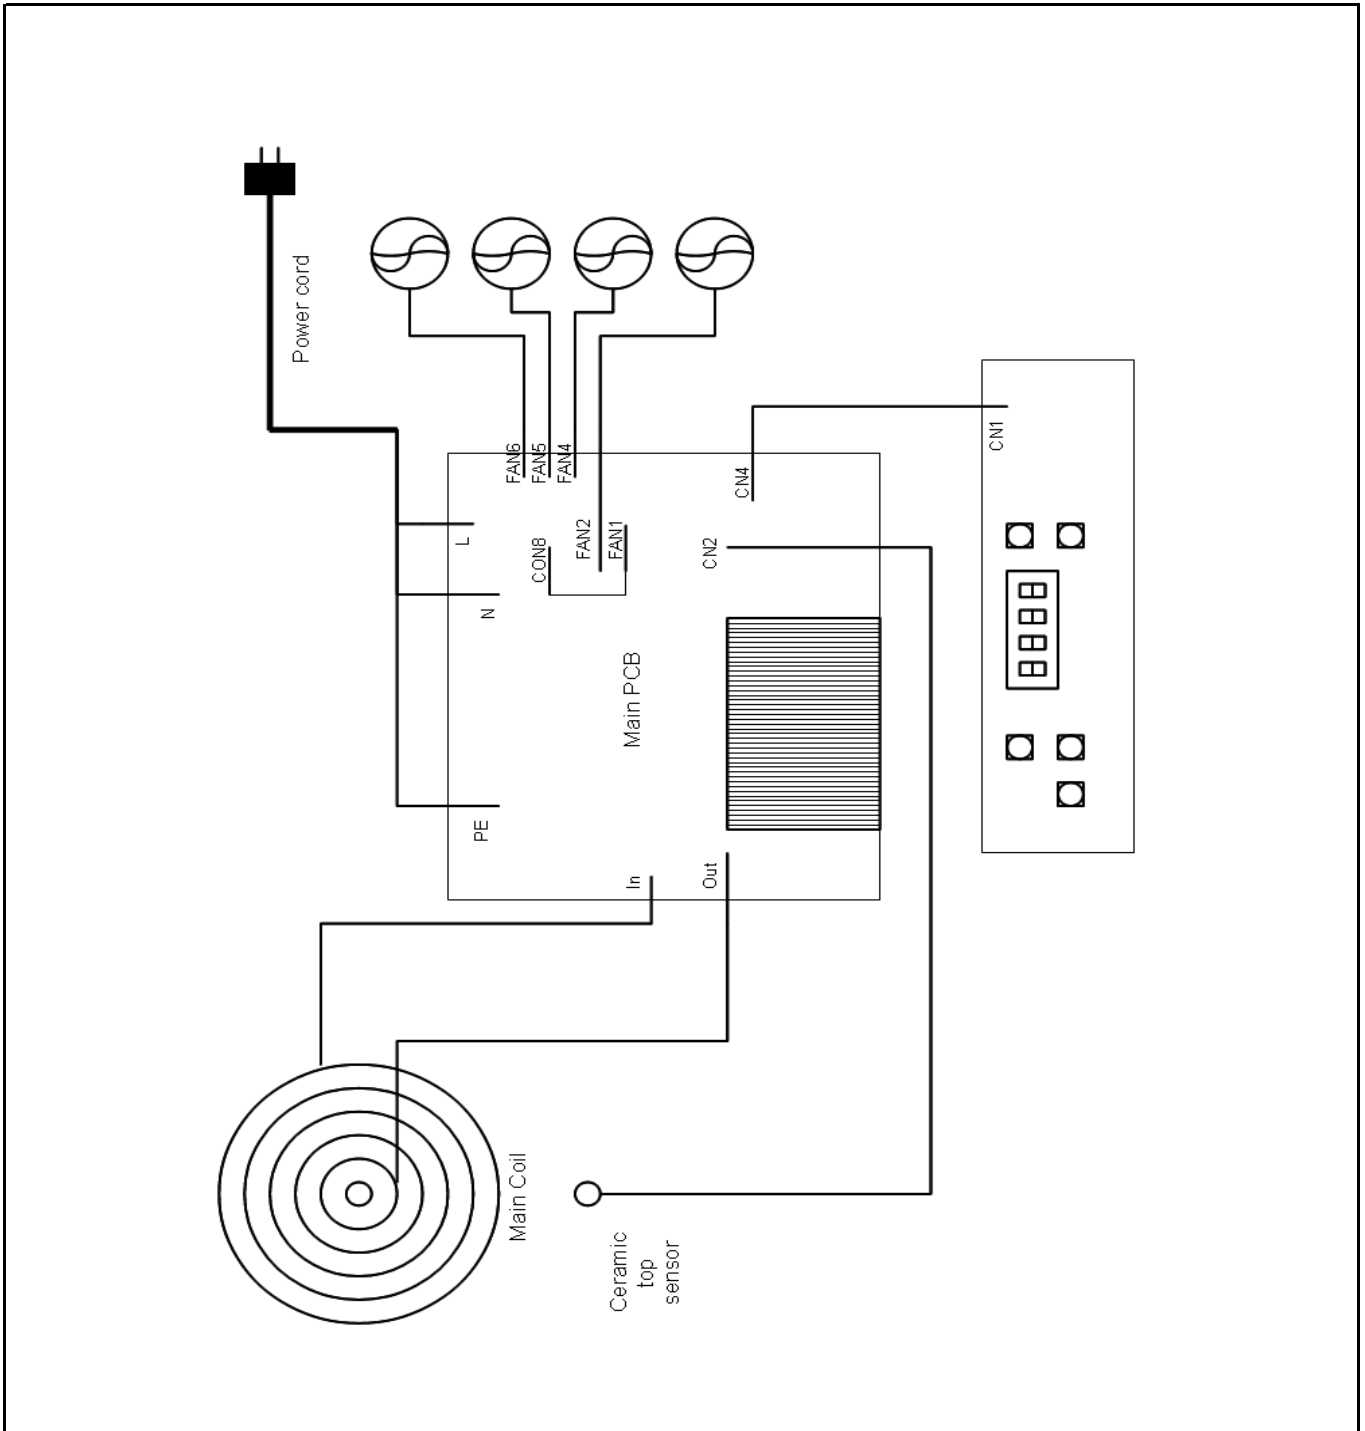 Power cord
FAN6
FAN5
FAN4
FAN2
FAN1
CON8
CN4
CN1
CN2
L
N
PE
Main PCB
In
Out
Main Coil
Ceramic
top
sensor